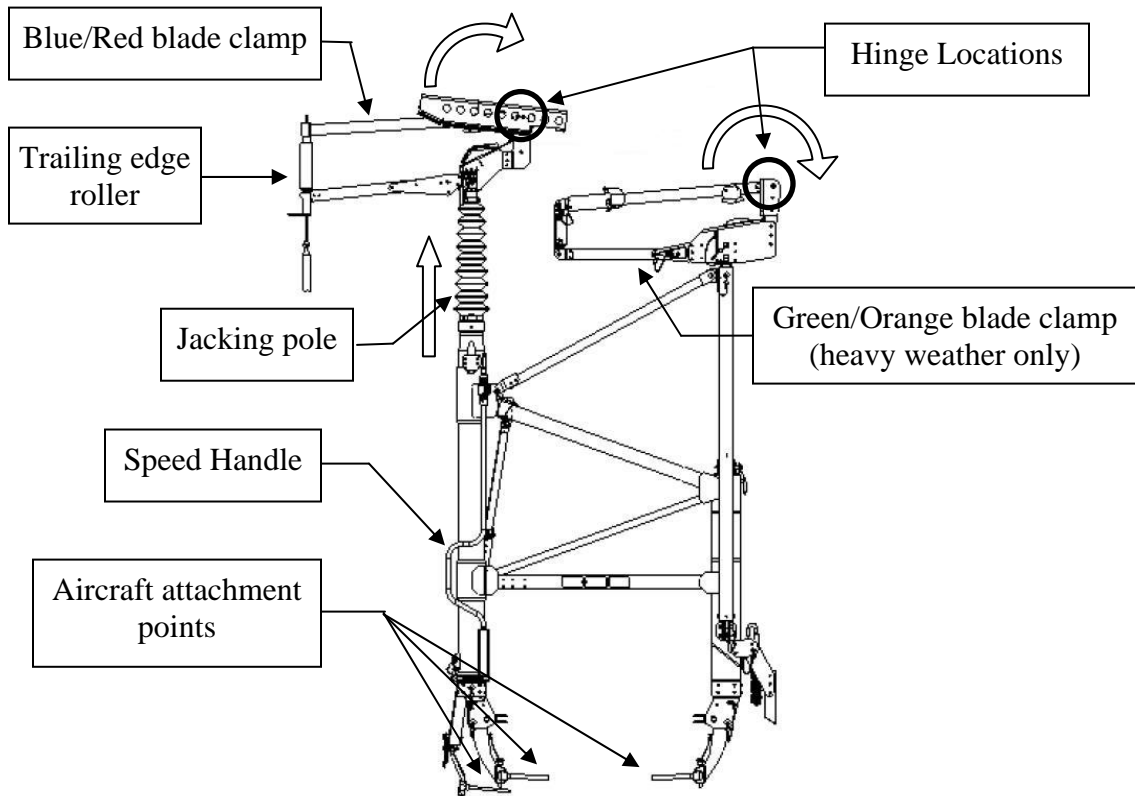 Blue/Red blade clamp
Hinge Locations
Trailing edge
roller
Jacking pole
Green/Orange blade clamp
(heavy weather only)
Speed Handle
Aircraft attachment
points